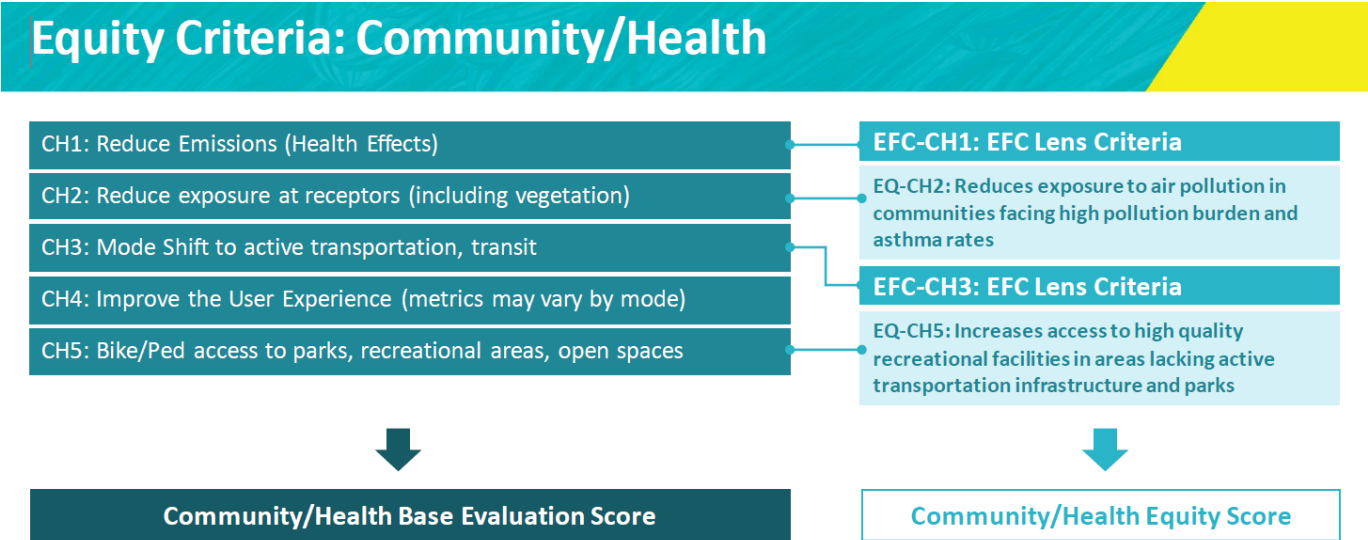 Equity Criteria: Community/Health
CH1: Reduce Emissions (Health Effects)
CH2: Reduce exposure at receptors (including vegetation)
CH3: Mode Shift to active transportation, transit
CH4: Improve the User Experience (metrics may vary by mode)
CH5: Bike/Ped access to parks, recreational areas, open spaces
Community/Health Base Evaluation Score
EFC-CH1: EFC Lens Criteria
EQ-CH2: Reduces exposure to air pollution in
communities facing high pollution burden and
asthma rates
EFC-CH3: EFC Lens Criteria
EQ-CH5: Increases access to high quality
recreational facilities in areas lacking active
transportation infrastructure and parks
Community/Health Equity Score